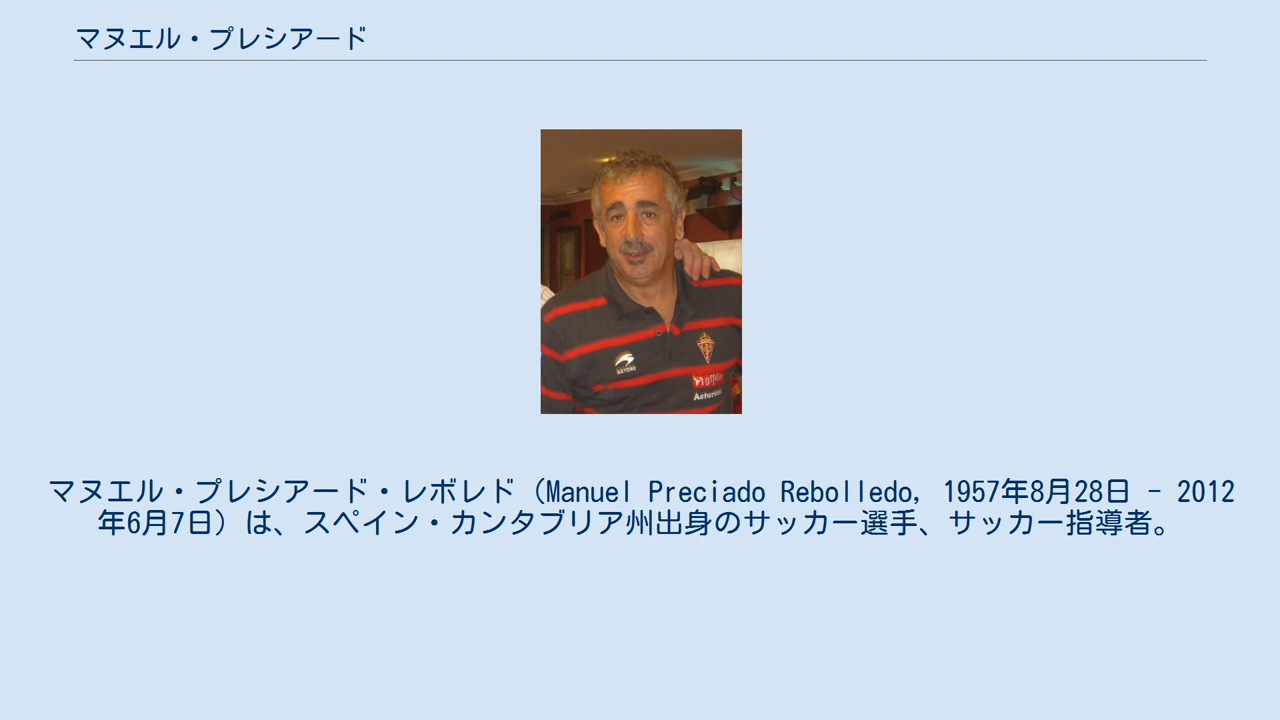 マヌエル・プレシアード
ASTORE
gijón
Asturias
マヌエル・プレシアード・レボレド（Manuel Preciado Rebolledo, 1957年8月28日 - 2012
年6月7日）は、スペイン・カンタブリア州出身のサッカー選手、サッカー指導者。